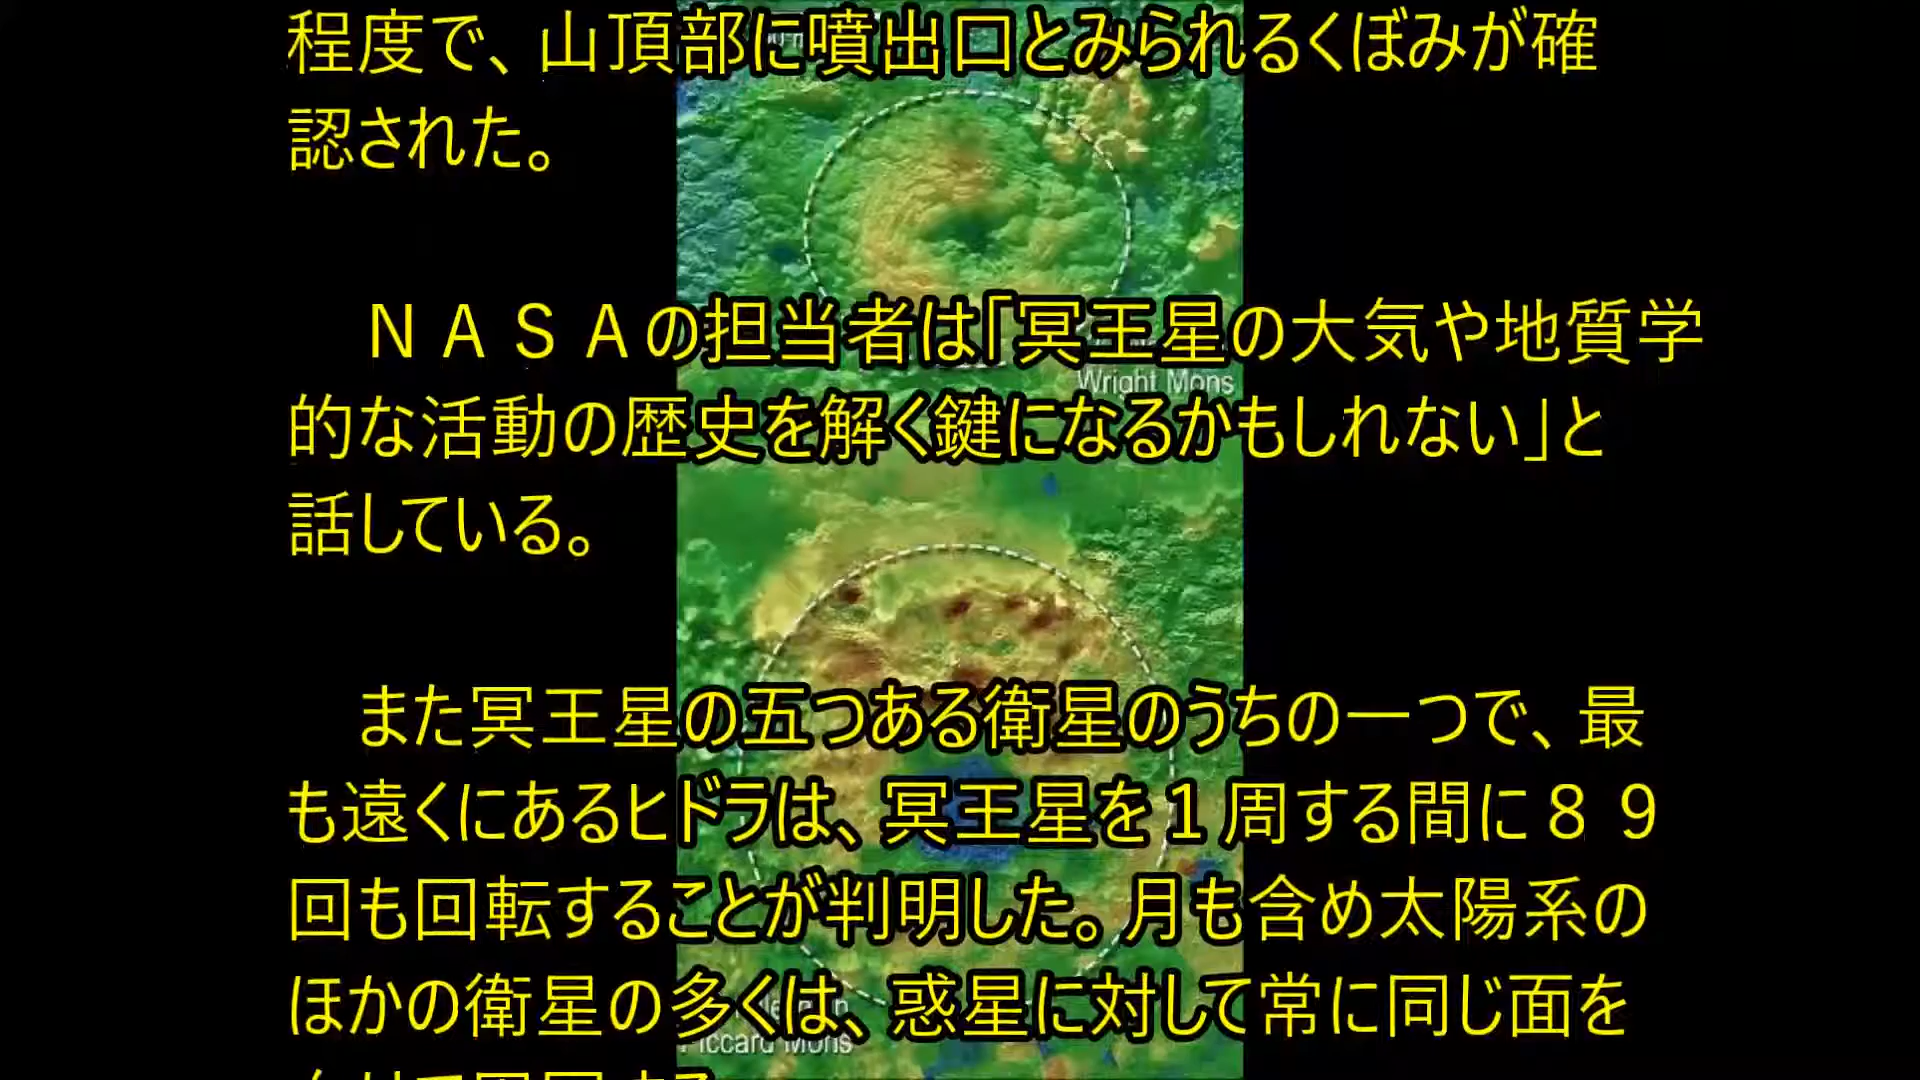 程度で、山頂部に噴出口とみられるくぼみが確
認された。
ＮＡＳＡの担当者は「冥王星の大気や地質学
Wright Mons
的な活動の歴史を解く鍵になるかもしれない」と
話している。
また冥王星の五つある衛星のうちの一つで、最
も遠くにあるヒドラは、冥王星を１周する間に８９
回も回転することが判明した。月も含め太陽系の
ほかの衛星の多くは、惑星に対して常に同じ面を
Piccard Mons